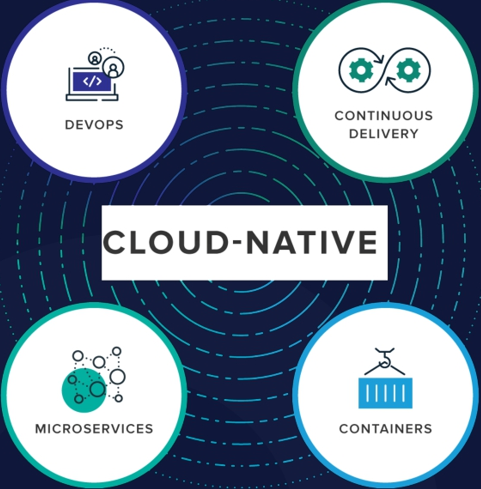 DEVOPS
CONTINUOUS
DELIVERY
CLOUD-NATIVE
MICROSERVICES
CONTAINERS